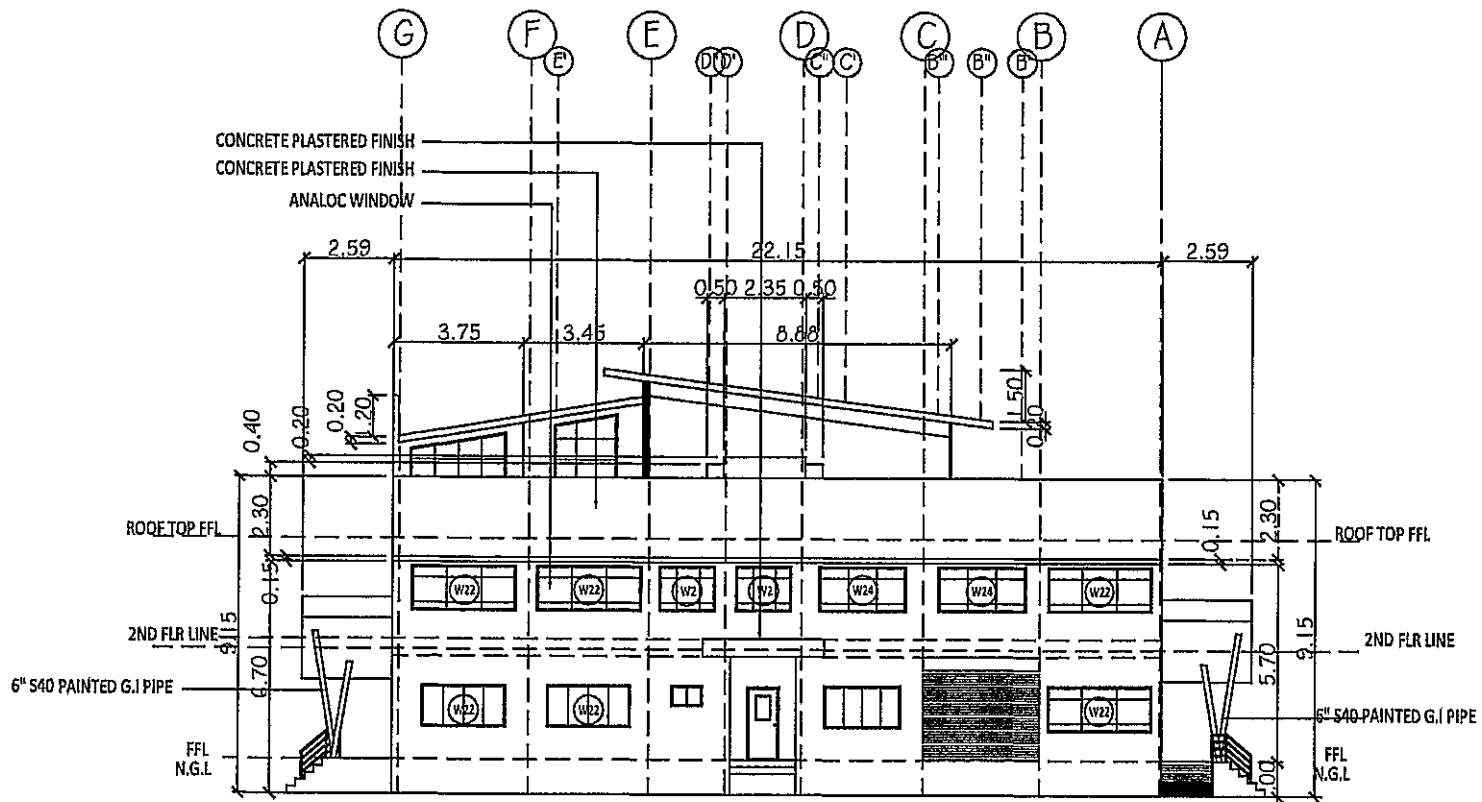 G F E D C B A
E' D' C" C' B''' B" B'
CONCRETE PLASTERED FINISH
CONCRETE PLASTERED FINISH
ANALOC WINDOW
2.59 22.15 2.59
0.50 2.35 0.50
3.75 3.45 8.88
0.40
0.20
0.20
1.20
1.50
0.20
2.30
2.30
ROOF TOP FFL
0.15
ROOF TOP FFL
0.15
W22 W22 W2 W2 W24 W24 W22
2ND FLR LINE
2ND FLR LINE
9.15
6.70
5.70
9.15
6" S40 PAINTED G.I PIPE
W22 W22 W22
6" S40 PAINTED G.I PIPE
FFL
FFL
N.G.L
N.G.L